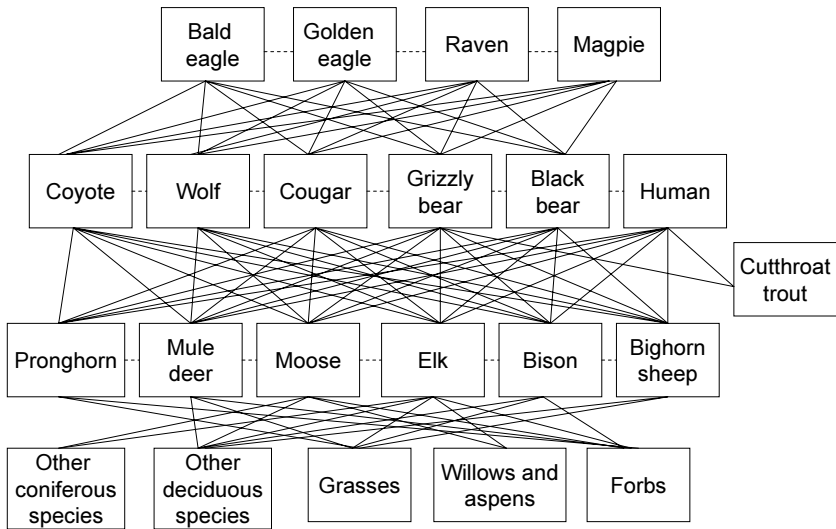 Bald
eagle
Golden
eagle
Raven
Magpie
Coyote
Wolf
Cougar
Grizzly
bear
Black
bear
Human
Cutthroat
trout
Pronghorn
Mule
deer
Moose
Elk
Bison
Bighorn
sheep
Other
coniferous
species
Other
deciduous
species
Grasses
Willows and
aspens
Forbs